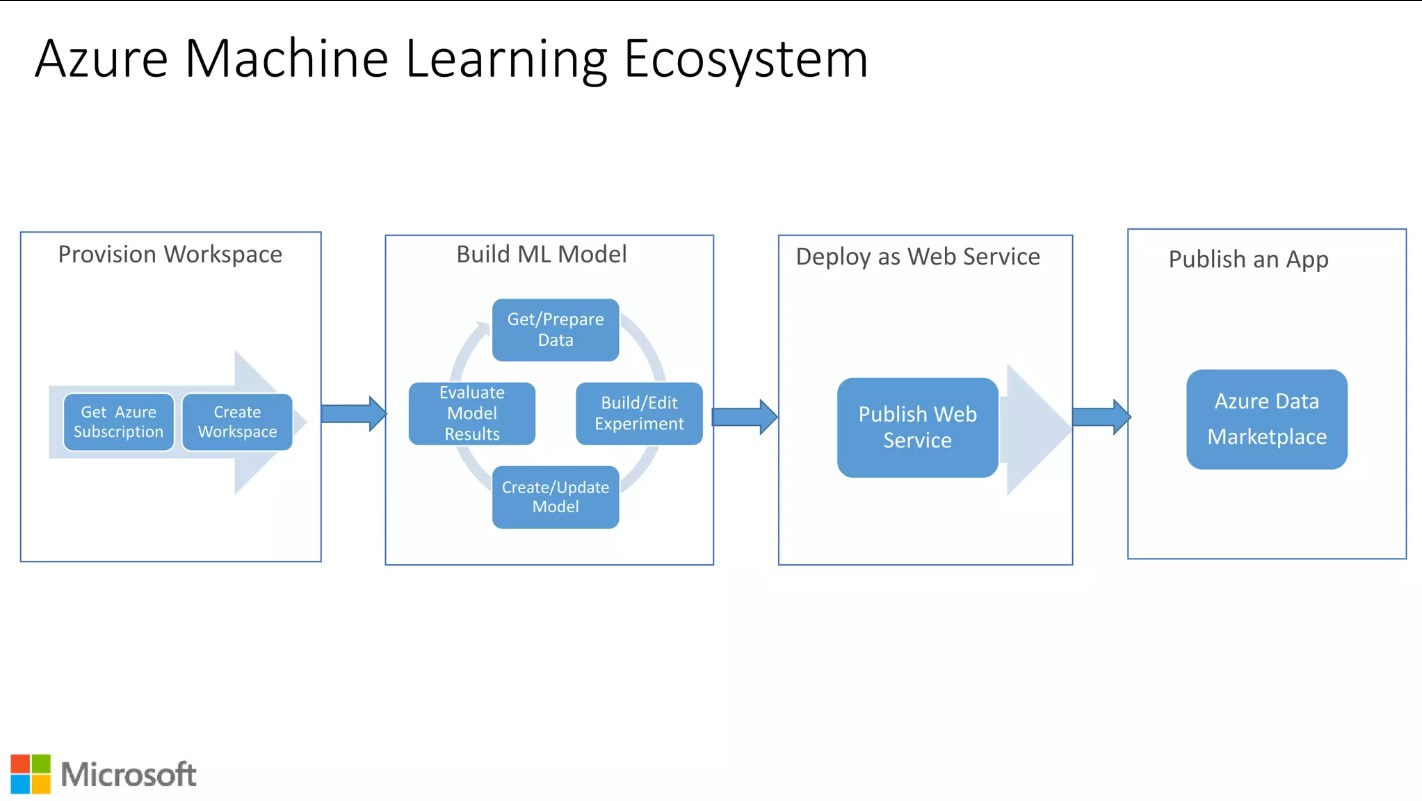 Azure Machine Learning Ecosystem
Provision Workspace
Get Azure
Subscription
Create
Workspace
Build ML Model
Get/Prepare
Data
Evaluate
Model
Results
Build/Edit
Experiment
Create/Update
Model
Deploy as Web Service
Publish Web
Service
Publish an App
Azure Data
Marketplace
Microsoft